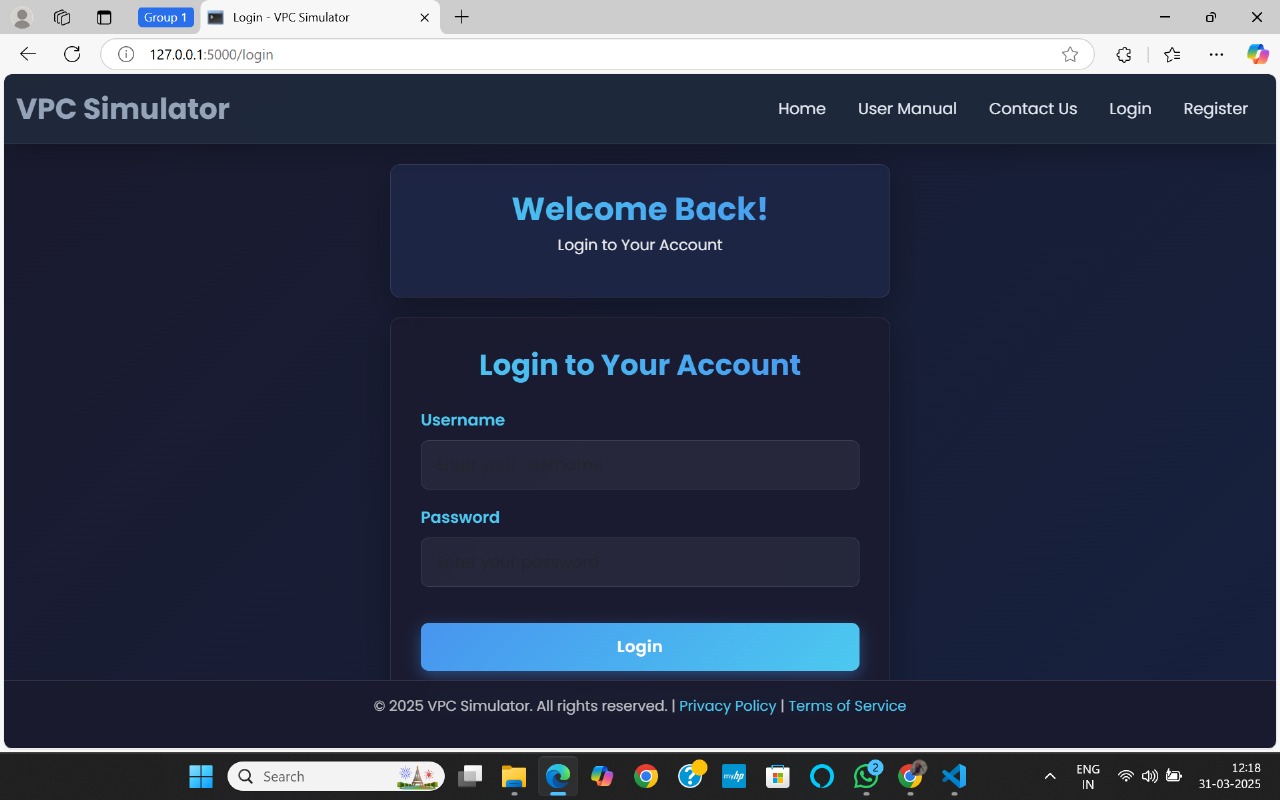 Group 1
Login - VPC Simulator
127.0.0.1:5000/login
VPC Simulator
Home
User Manual
Contact Us
Login
Register
Welcome Back!
Login to Your Account
Login to Your Account
Username
Enter your username
Password
Enter your password
Login
© 2025 VPC Simulator. All rights reserved. | Privacy Policy | Terms of Service
Search
myhp
2
ENG
IN
12:18
31-03-2025